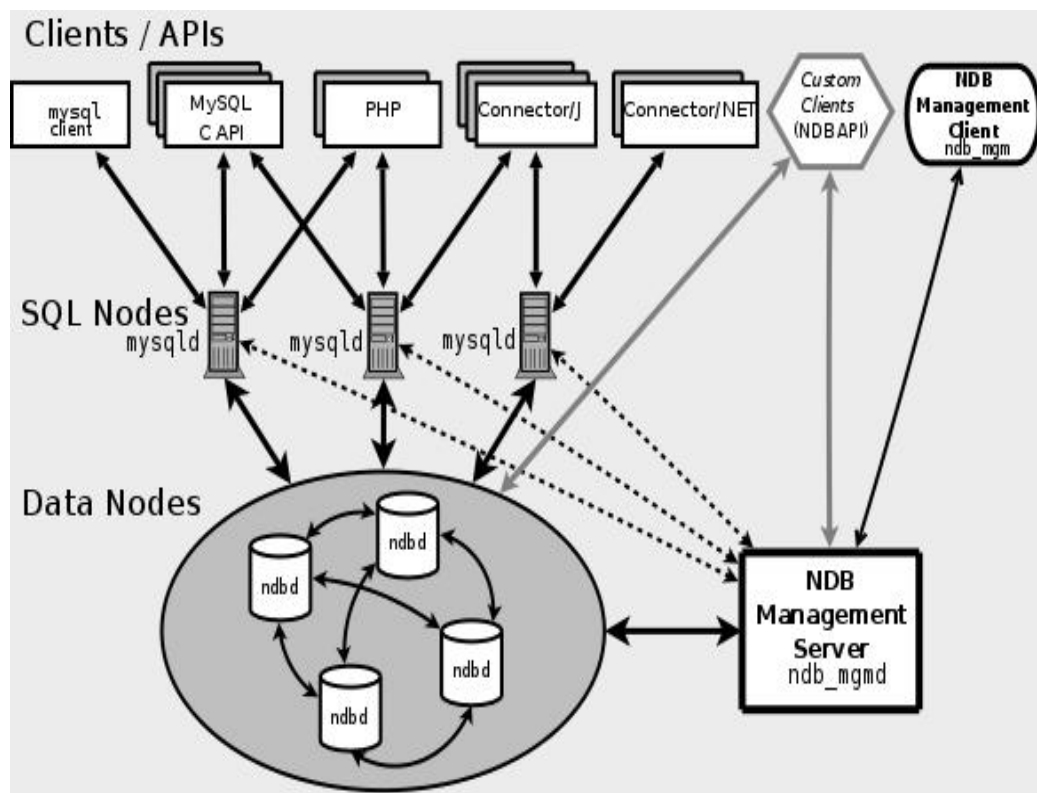 Clients / APIs
mysql
client
MySQL
C API
PHP
Connector/J
Connector/NET
Custom
Clients
(NDBAPI)
NDB
Management
Client
ndb_mgm
SQL Nodes
mysqld
mysqld
mysqld
Data Nodes
ndbd
ndbd
ndbd
ndbd
NDB
Management
Server
ndb_mgmd